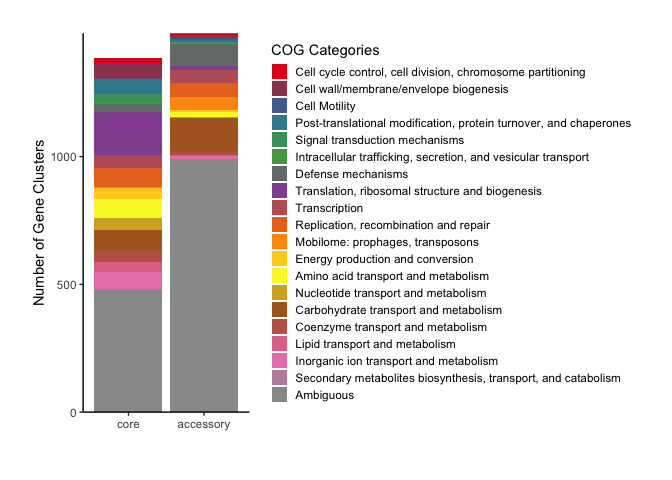 COG Categories
Cell cycle control, cell division, chromosome partitioning
Cell wall/membrane/envelope biogenesis
Cell Motility
Post-translational modification, protein turnover, and chaperones
Signal transduction mechanisms
Intracellular trafficking, secretion, and vesicular transport
Defense mechanisms
Translation, ribosomal structure and biogenesis
Transcription
Replication, recombination and repair
Mobilome: prophages, transposons
Energy production and conversion
Amino acid transport and metabolism
Nucleotide transport and metabolism
Carbohydrate transport and metabolism
Coenzyme transport and metabolism
Lipid transport and metabolism
Inorganic ion transport and metabolism
Secondary metabolites biosynthesis, transport, and catabolism
Ambiguous
Number of Gene Clusters
1000
500
0
core
accessory